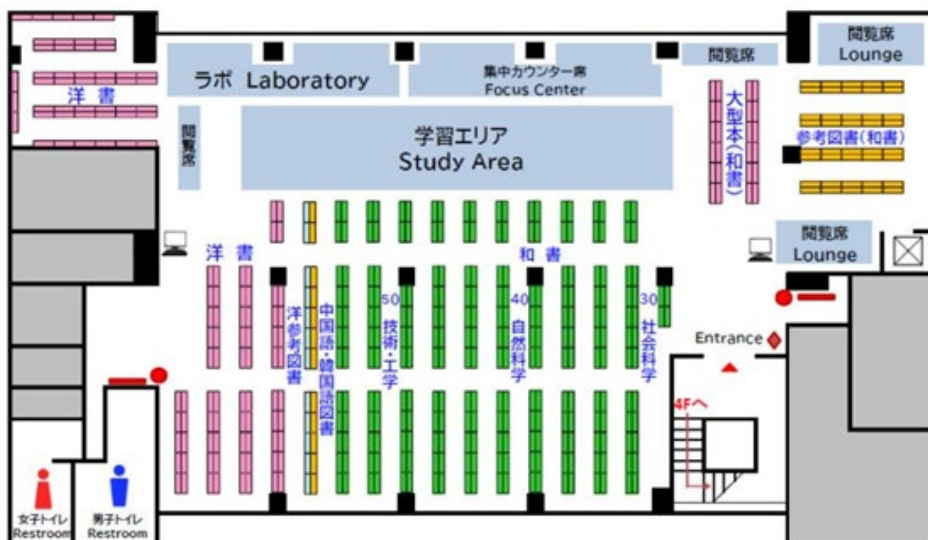 洋書
ラボ Laboratory
集中カウンター席
Focus Center
閲覧席
閲覧席
Lounge
閲覧席
学習エリア
Study Area
大型本(和書)
参考図書(和書)
洋書
和書
閲覧席
Lounge
洋参考図書
中国語・韓国語図書
50 技術・工学
40 自然科学
30 社会科学
Entrance
4Fへ
女子トイレ
Restroom
男子トイレ
Restroom